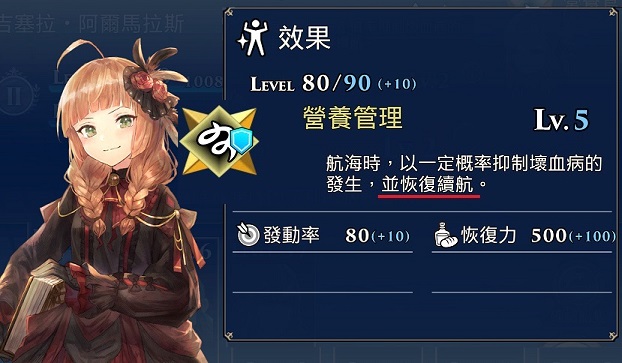 吉塞拉·阿爾馬拉斯
效果
LEVEL 80/90 (+10)
營養管理 LV.5
航海時，以一定概率抑制壞血病的
發生，並恢復續航。
發動率 80(+10) 恢復力 500(+100)